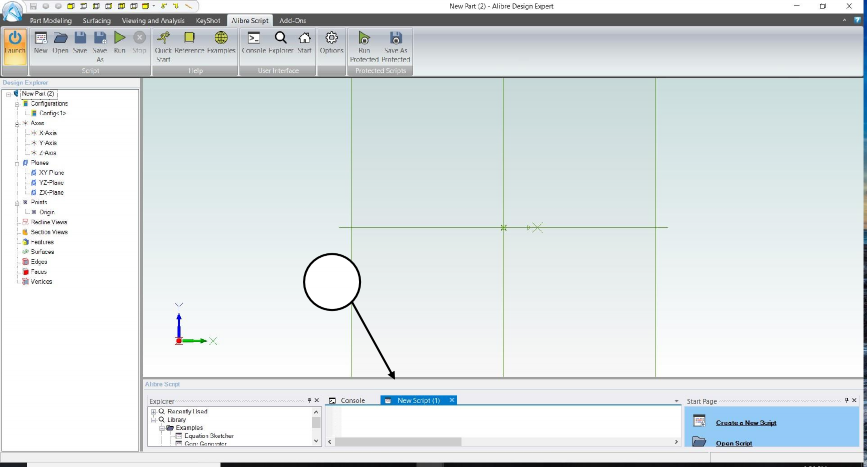 New Part (2) - Alibre Design Expert
Part Modeling Surfacing Viewing and Analysis KeyShot Alibre Script Add-Ons
Launch New Open Save Save As Run Stop Quick Start Reference Examples Console Explorer Start Options Run Protected Save As Protected
Script Help User Interface Protected Scripts
Design Explorer
New Part (2)
Configurations
Config<1>
Axes
X-Axis
Y-Axis
Z-Axis
Planes
XY-Plane
YZ-Plane
ZX-Plane
Points
Origin
Redline Views
Section Views
Features
Surfaces
Edges
Faces
Vertices
X
Y
X
Alibre Script
Explorer Console New Script (1) Start Page
Recently Used
Library
Examples
Equation Sketcher
Gear Generator
Create a New Script
Open Script